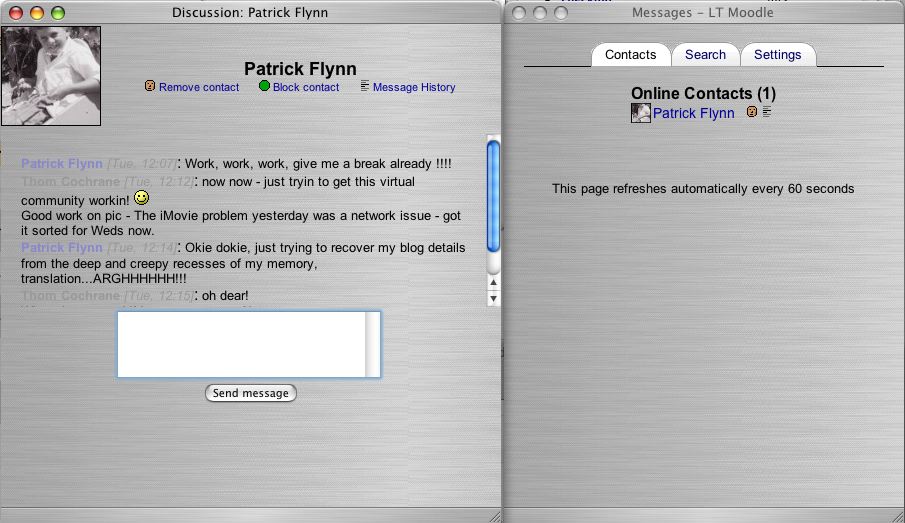 Discussion: Patrick Flynn
Patrick Flynn
Remove contact Block contact Message History
Patrick Flynn [Tue, 12:07]: Work, work, work, give me a break already !!!!
Thom Cochrane [Tue, 12:12]: now now - just tryin to get this virtual
community workin!
Good work on pic - The iMovie problem yesterday was a network issue - got
it sorted for Weds now.
Patrick Flynn [Tue, 12:14]: Okie dokie, just trying to recover my blog details
from the deep and creepy recesses of my memory,
translation...ARGHHHHHH!!!
Thom Cochrane [Tue, 12:15]: oh dear!
Send message
Messages – LT Moodle
Contacts Search Settings
Online Contacts (1)
Patrick Flynn
This page refreshes automatically every 60 seconds